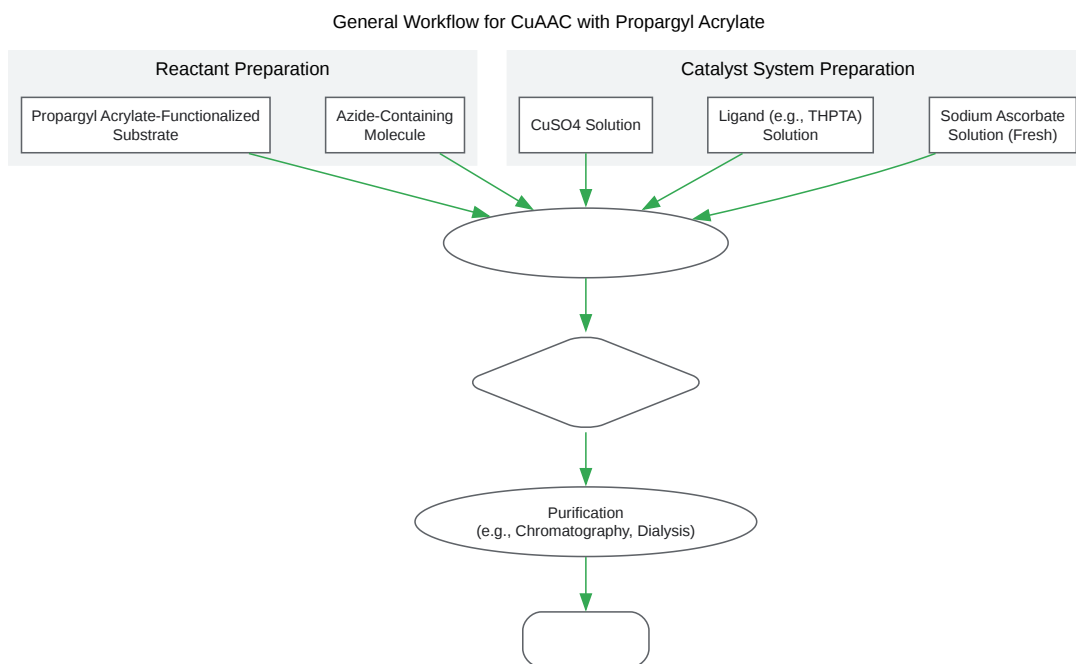 General Workflow for CuAAC with Propargyl Acrylate
Reactant Preparation
Catalyst System Preparation
Propargyl Acrylate-Functionalized
Substrate
Azide-Containing
Molecule
CuSO4 Solution
Ligand (e.g., THPTA)
Solution
Sodium Ascorbate
Solution (Fresh)
Purification
(e.g., Chromatography, Dialysis)